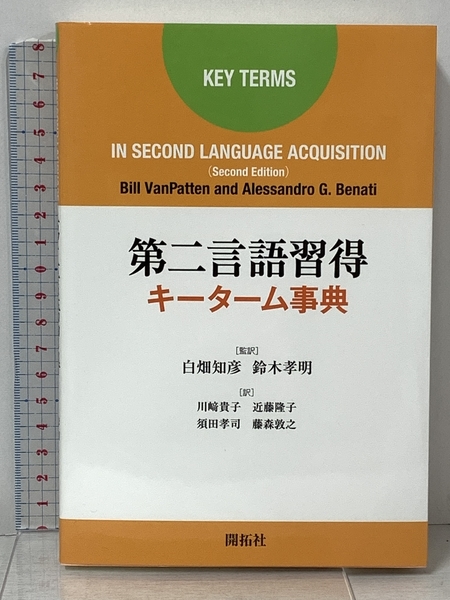 KEY TERMS
IN SECOND LANGUAGE ACQUISITION
(Second Edition)
Bill VanPatten and Alessandro G. Benati
第二言語習得
キーターム事典
[監訳]
白畑知彦 鈴木孝明
[訳]
川﨑貴子 近藤隆子
須田孝司 藤森敦之
開拓社